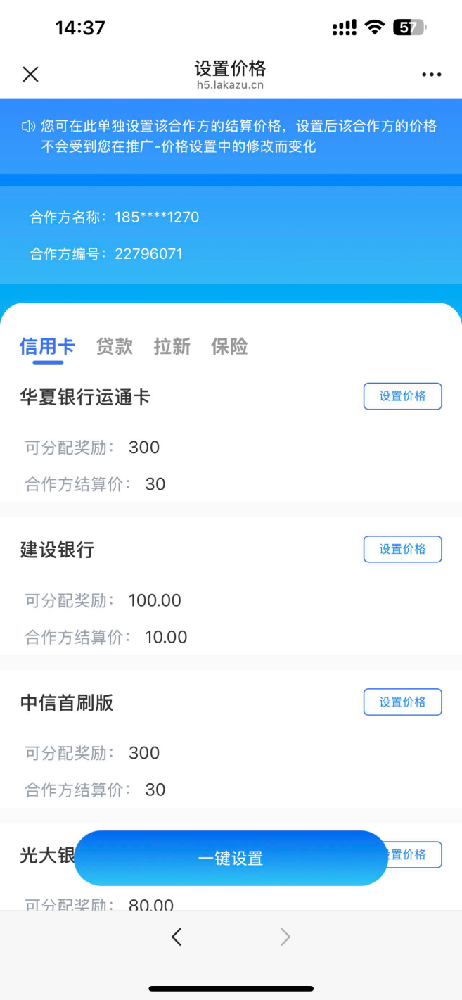 14:37
57
设置价格
h5.lakazu.cn
您可在此单独设置该合作方的结算价格，设置后该合作方的价格
不会受到您在推广-价格设置中的修改而变化
合作方名称：185****1270
合作方编号：22796071
信用卡 贷款 拉新 保险
华夏银行运通卡 设置价格
可分配奖励： 300
合作方结算价： 30
建设银行 设置价格
可分配奖励： 100.00
合作方结算价： 10.00
中信首刷版 设置价格
可分配奖励： 300
合作方结算价： 30
光大银 一键设置 置价格
可分配奖励： 80.00